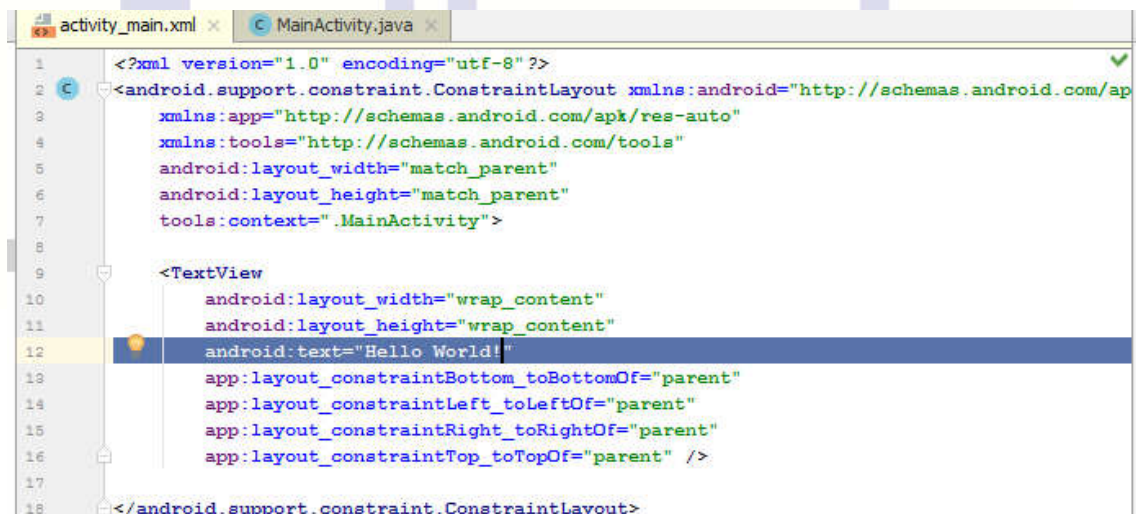 activity_main.xml × C MainActivity.java ×
1 <?xml version="1.0" encoding="utf-8"?>
2 C <android.support.constraint.ConstraintLayout xmlns:android="http://schemas.android.com/ap
3 xmlns:app="http://schemas.android.com/apk/res-auto"
4 xmlns:tools="http://schemas.android.com/tools"
5 android:layout_width="match_parent"
6 android:layout_height="match_parent"
7 tools:context=".MainActivity">
8
9 <TextView
10 android:layout_width="wrap_content"
11 android:layout_height="wrap_content"
12 android:text="Hello World!"
13 app:layout_constraintBottom_toBottomOf="parent"
14 app:layout_constraintLeft_toLeftOf="parent"
15 app:layout_constraintRight_toRightOf="parent"
16 app:layout_constraintTop_toTopOf="parent" />
17
18 </android.support.constraint.ConstraintLayout>